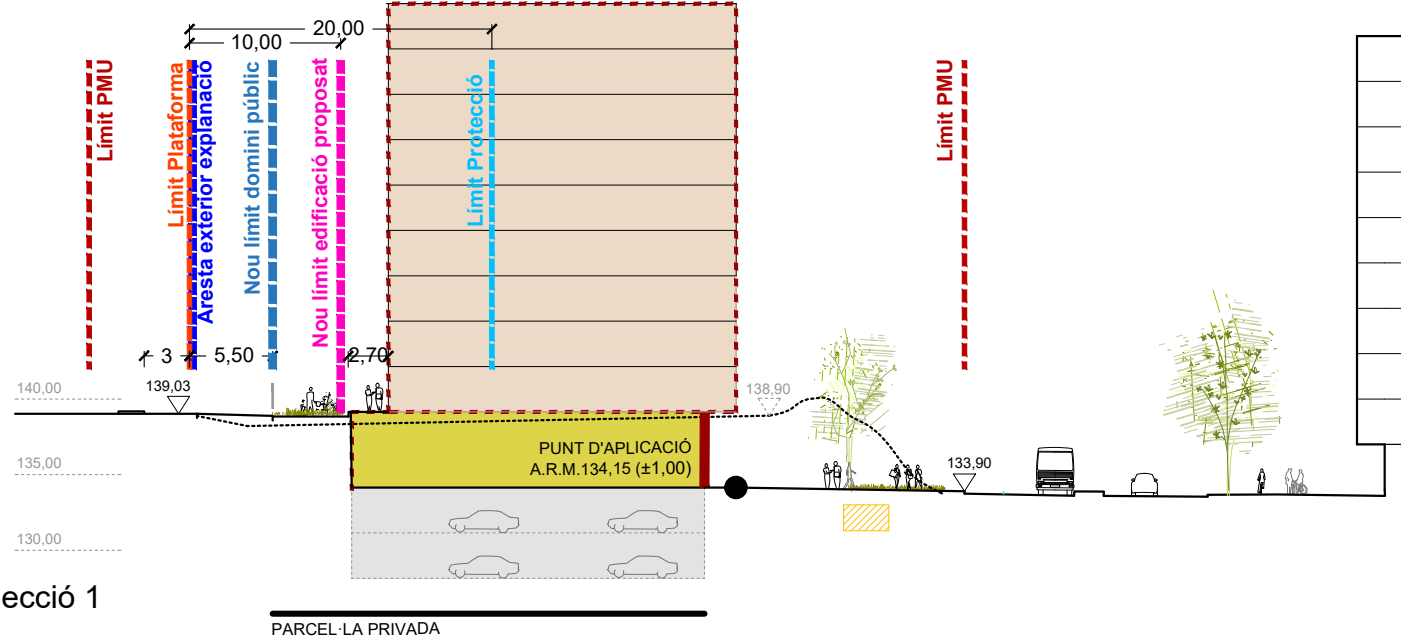 20,00
10,00
Límit PMU
Límit Plataforma
Aresta exterior explanació
Nou límit domini públic
Nou límit edificació proposat
Límit Protecció
Límit PMU
3
5,50
2,70
140,00
139,03
138,90
135,00
PUNT D'APLICACIÓ
A.R.M.134,15 (±1,00)
133,90
130,00
ecció 1
PARCEL·LA PRIVADA